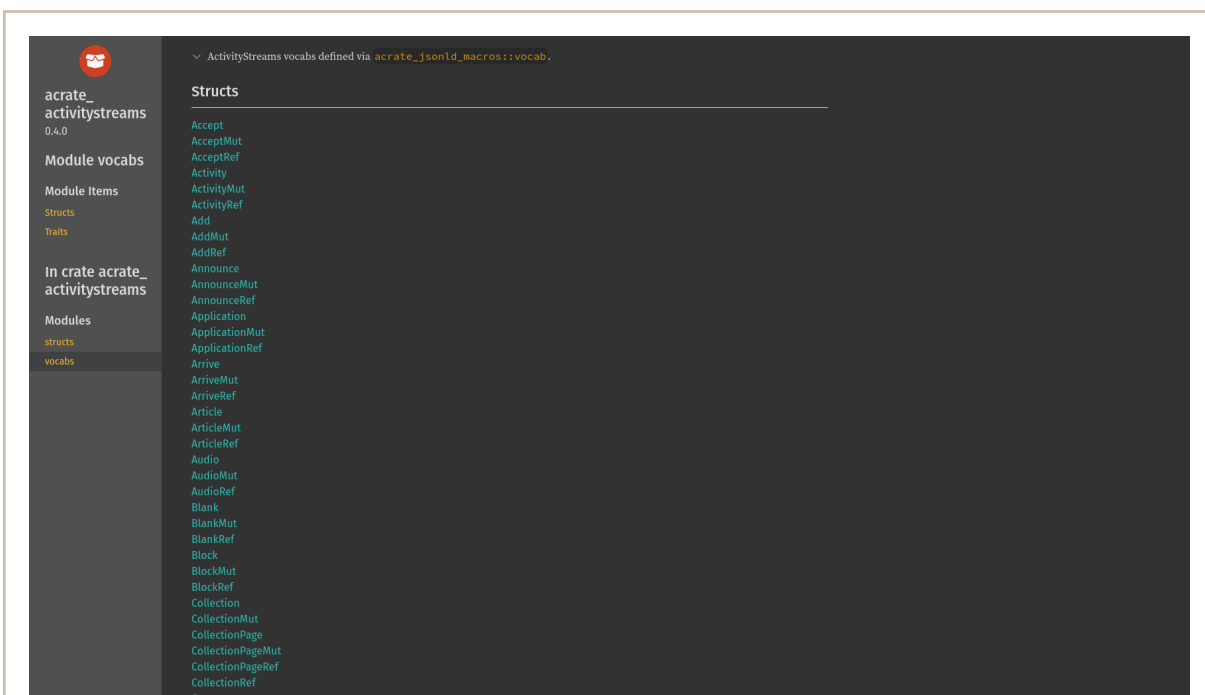 acrate_
activitystreams
0.4.0
Module vocabs
Module Items
Structs
Traits
In crate acrate_
activitystreams
Modules
structs
vocabs
ActivityStreams vocabs defined via acrate_jsonld_macros::vocab.
Structs
Accept
AcceptMut
AcceptRef
Activity
ActivityMut
ActivityRef
Add
AddMut
AddRef
Announce
AnnounceMut
AnnounceRef
Application
ApplicationMut
ApplicationRef
Arrive
ArriveMut
ArriveRef
Article
ArticleMut
ArticleRef
Audio
AudioMut
AudioRef
Blank
BlankMut
BlankRef
Block
BlockMut
BlockRef
Collection
CollectionMut
CollectionPage
CollectionPageMut
CollectionPageRef
CollectionRef